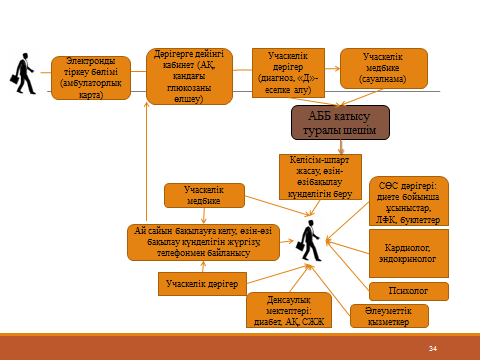 Электронды
тіркеу бөлімі
(амбулаторлық
карта)
Дәрігерге дейінгі
кабинет (АҚ,
қандағы
глюкозаны
өлшеу)
Учаскелік
дәрігер
(диагноз, «Д»-
еселке алу)
Учаскелік
медбике
(сауалнама)
АББ катысу
туралы шешім
Келісім-шарт
жасау, өзін-
өзібақылау
күнделігін беру
Учаскелік
медбике
СӨС дәрігері:
диете бойынша
ұсыныстар,
ЛФК, буклеттер
Ай сайын бақылауға келу, өзін-өзі
бақылау күнделігін жүргізу,
телефонмен байланысу
Кардиолог,
эндокринолог
Учаскелік дәрігер
Психолог
Денсаулық
мектептері:
диабет, АҚ, СЖЖ
Әлеуметтік
қызметкер
34